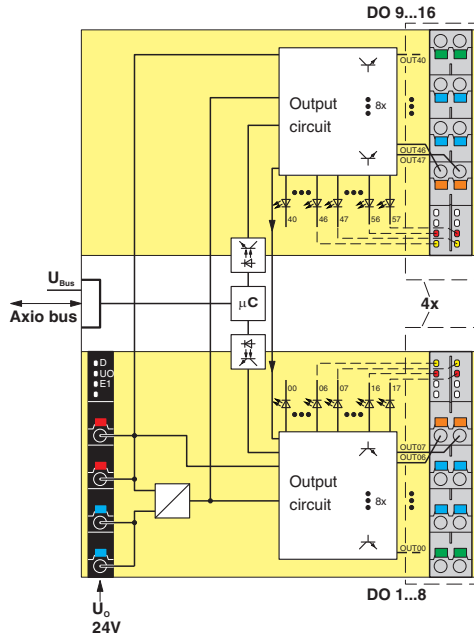 DO 9...16
OUT40
Output
circuit
8x
OUT46
OUT47
40
46
47
56
57
UBus
Axio bus
µC
4x
D
UO
E1
00
06
07
16
17
OUT07
OUT06
Output
circuit
8x
OUT00
DO 1...8
Uo
24V